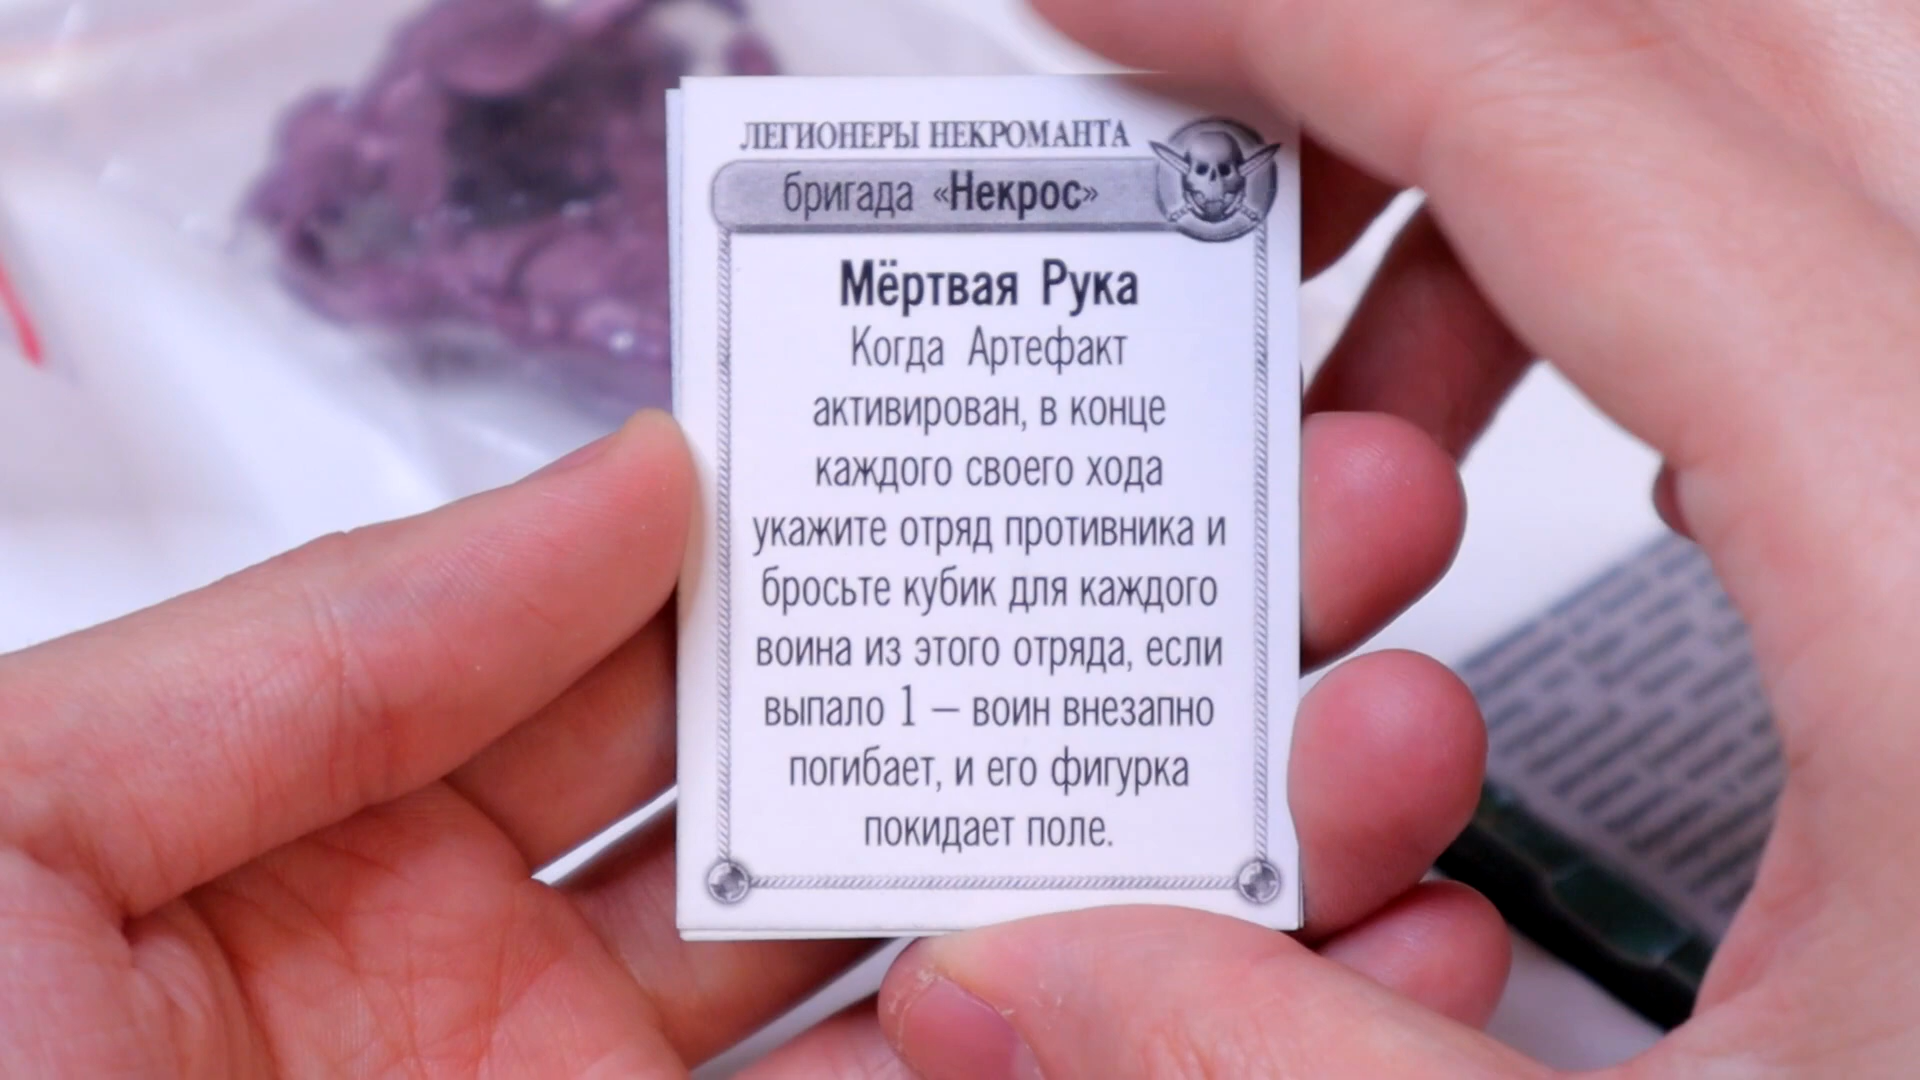 ЛЕГИОНЕРЫ НЕКРОМАНТА
бригада «Некрос»
Мёртвая Рука
Когда Артефакт
активирован, в конце
каждого своего хода
укажите отряд противника и
бросьте кубик для каждого
воина из этого отряда, если
выпало 1 – воин внезапно
погибает, и его фигурка
покидает поле.